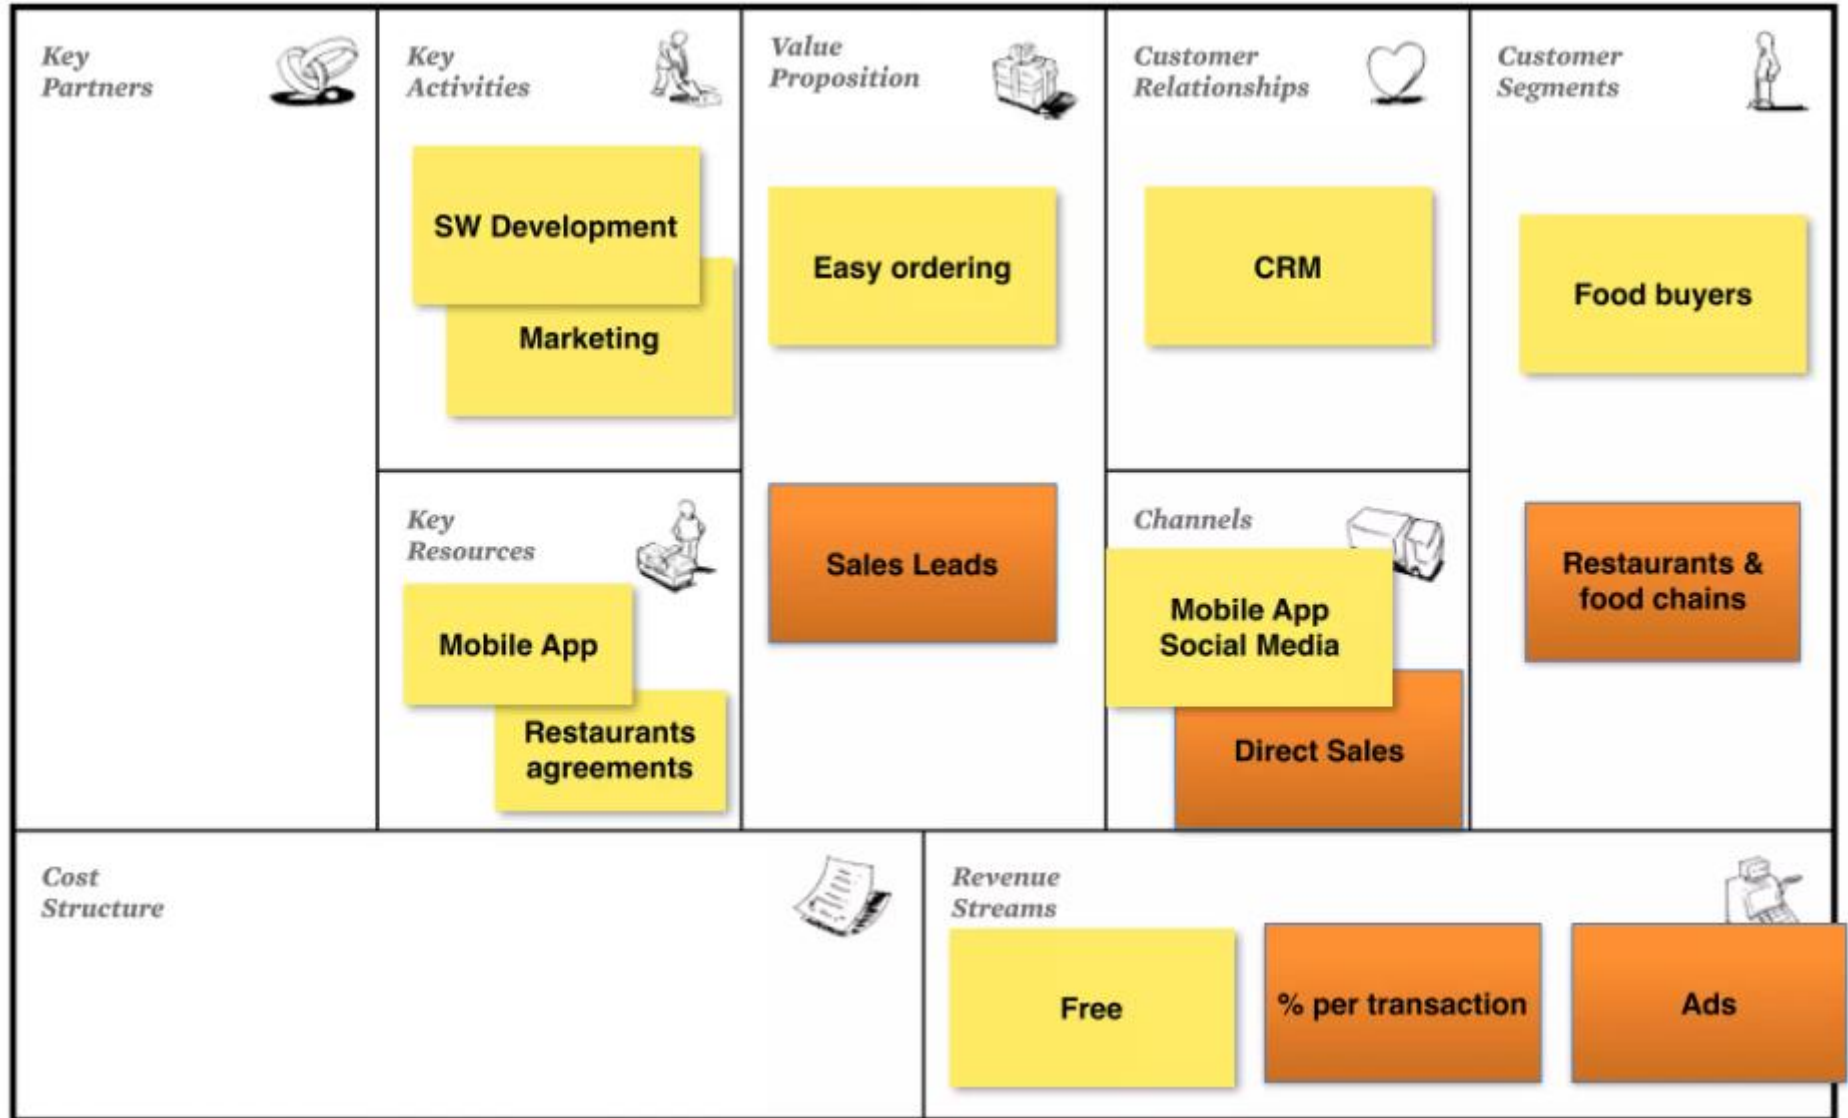 Key
Partners
Key
Activities
SW Development
Marketing
Key
Resources
Mobile App
Restaurants
agreements
Value
Proposition
Easy ordering
Sales Leads
Customer
Relationships
CRM
Channels
Mobile App
Social Media
Direct Sales
Customer
Segments
Food buyers
Restaurants &
food chains
Cost
Structure
Revenue
Streams
Free
% per transaction
Ads